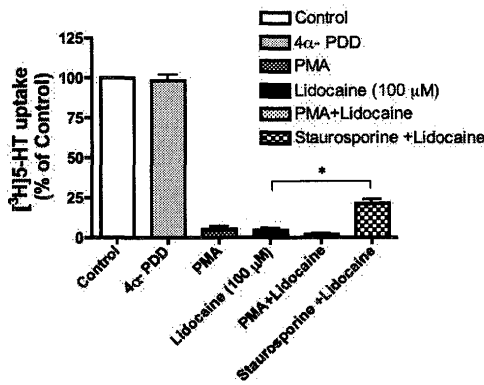 Control
4α- PDD
PMA
Lidocaine (100 μM)
PMA+Lidocaine
Staurosporine +Lidocaine
[³H]5-HT uptake
(% of Control)
125
100
75
50
25
0
*
Control
4α- PDD
PMA
Lidocaine (100 μM)
PMA+Lidocaine
Staurosporine +Lidocaine